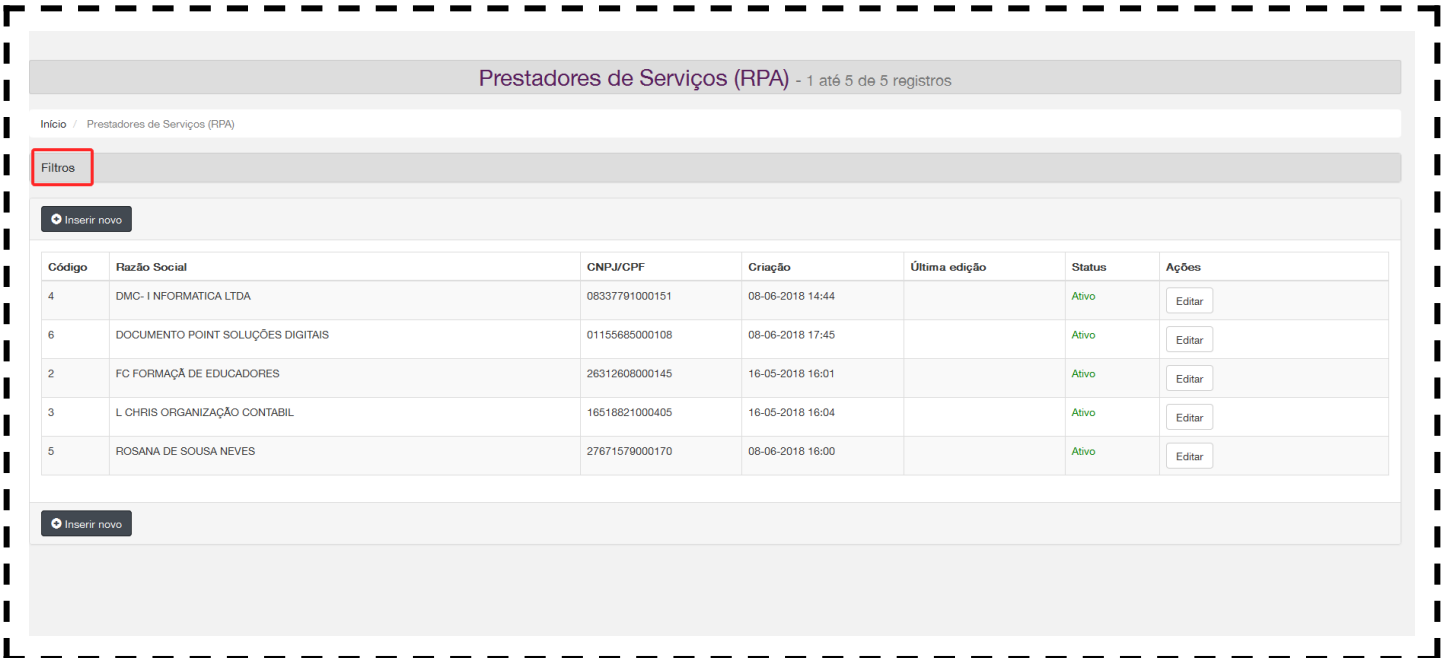 Prestadores de Serviços (RPA) - 1 até 5 de 5 registros
Início / Prestadores de Serviços (RPA)
Filtros
Inserir novo
Código Razão Social CNPJ/CPF Criação Última edição Status Ações
4 DMC- I NFORMATICA LTDA 08337791000151 08-06-2018 14:44 Ativo Editar
6 DOCUMENTO POINT SOLUÇÕES DIGITAIS 01155685000108 08-06-2018 17:45 Ativo Editar
2 FC FORMAÇÃ DE EDUCADORES 26312608000145 16-05-2018 16:01 Ativo Editar
3 L CHRIS ORGANIZAÇÃO CONTABIL 16518821000405 16-05-2018 16:04 Ativo Editar
5 ROSANA DE SOUSA NEVES 27671579000170 08-06-2018 16:00 Ativo Editar
Inserir novo